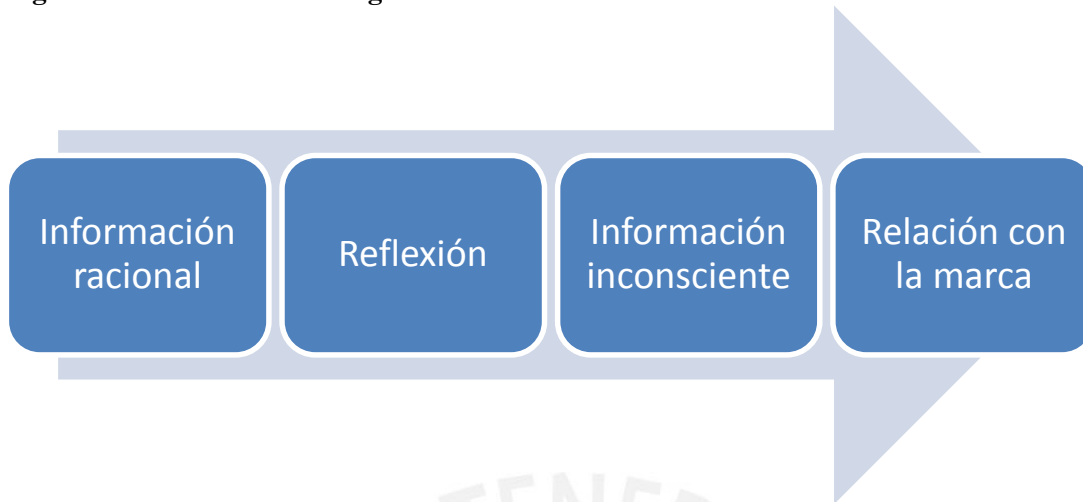 Información
racional
Reflexión
Información
inconsciente
Relación con
la marca